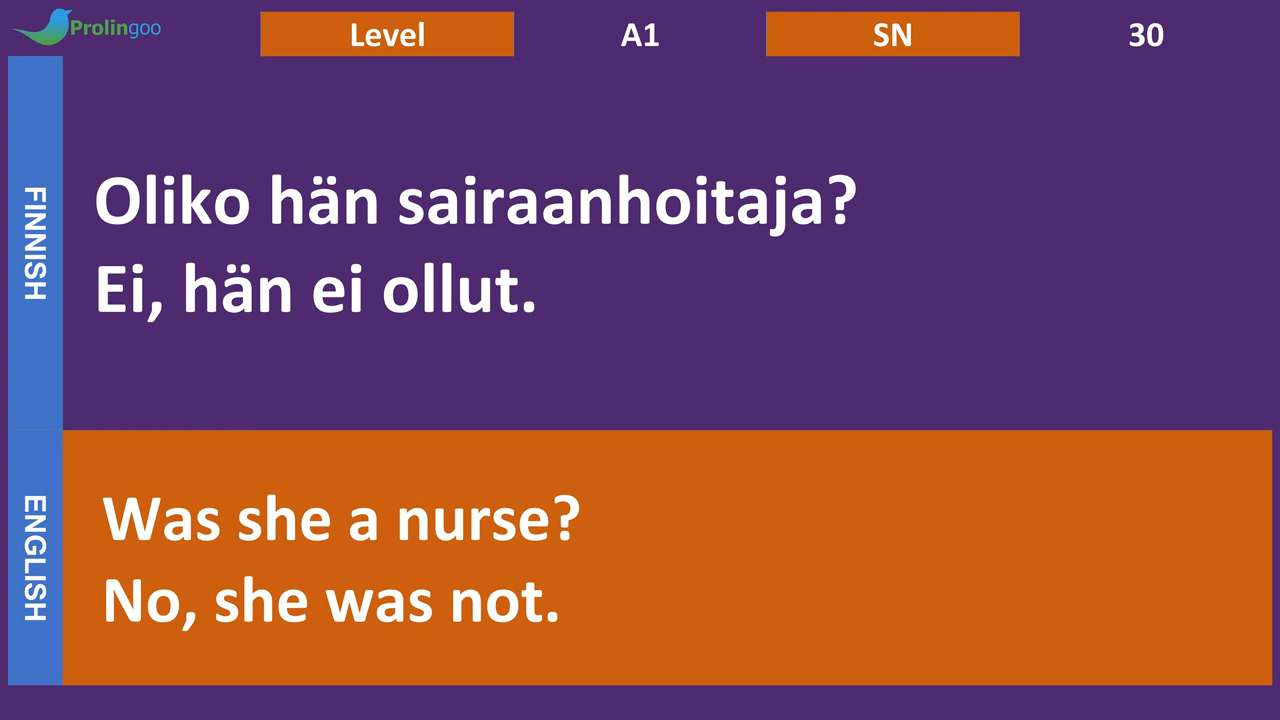 Prolingoo
Level A1 SN 30
FINNISH
Oliko hän sairaanhoitaja?
Ei, hän ei ollut.
ENGLISH
Was she a nurse?
No, she was not.